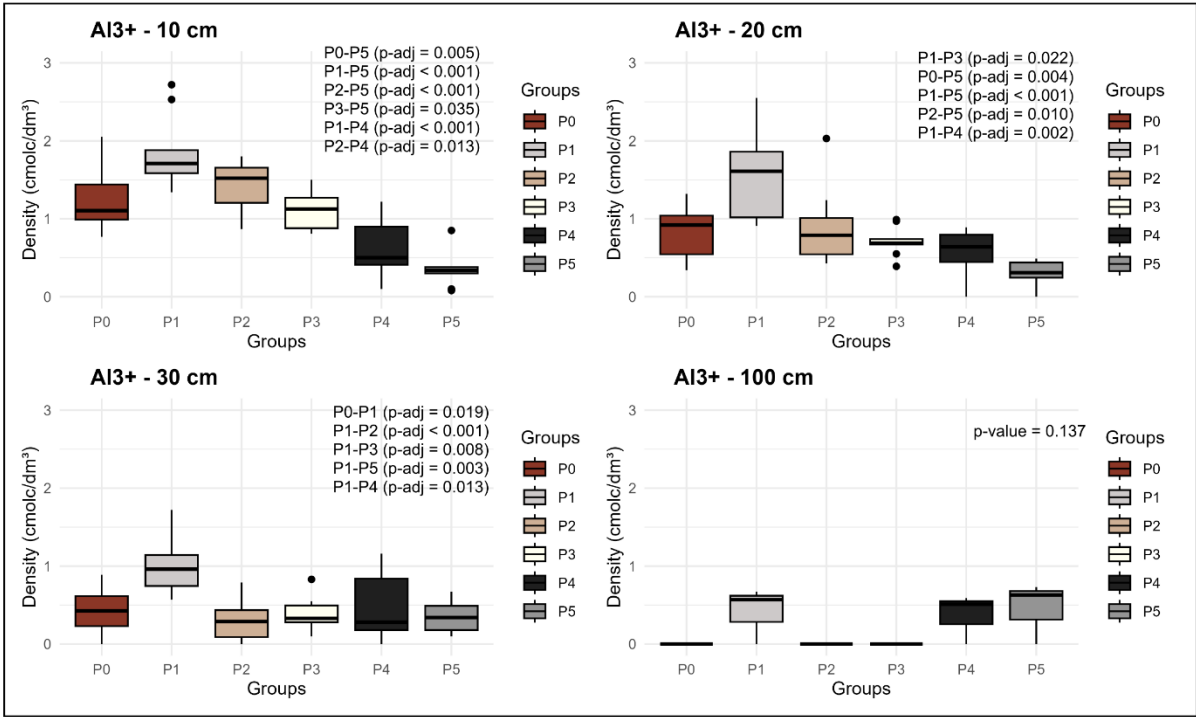 Al3+ - 10 cm
P0-P5 (p-adj = 0.005)
P1-P5 (p-adj < 0.001)
P2-P5 (p-adj < 0.001)
P3-P5 (p-adj = 0.035)
P1-P4 (p-adj < 0.001)
P2-P4 (p-adj = 0.013)
Density (cmolc/dm³)
3
2
1
0
P0 P1 P2 P3 P4 P5
Groups
Groups
P0
P1
P2
P3
P4
P5
Al3+ - 20 cm
P1-P3 (p-adj = 0.022)
P0-P5 (p-adj = 0.004)
P1-P5 (p-adj < 0.001)
P2-P5 (p-adj = 0.010)
P1-P4 (p-adj = 0.002)
Density (cmolc/dm³)
3
2
1
0
P0 P1 P2 P3 P4 P5
Groups
Groups
P0
P1
P2
P3
P4
P5
Al3+ - 30 cm
P0-P1 (p-adj = 0.019)
P1-P2 (p-adj < 0.001)
P1-P3 (p-adj = 0.008)
P1-P5 (p-adj = 0.003)
P1-P4 (p-adj = 0.013)
Density (cmolc/dm³)
3
2
1
0
P0 P1 P2 P3 P4 P5
Groups
Groups
P0
P1
P2
P3
P4
P5
Al3+ - 100 cm
p-value = 0.137
Density (cmolc/dm³)
3
2
1
0
P0 P1 P2 P3 P4 P5
Groups
Groups
P0
P1
P2
P3
P4
P5